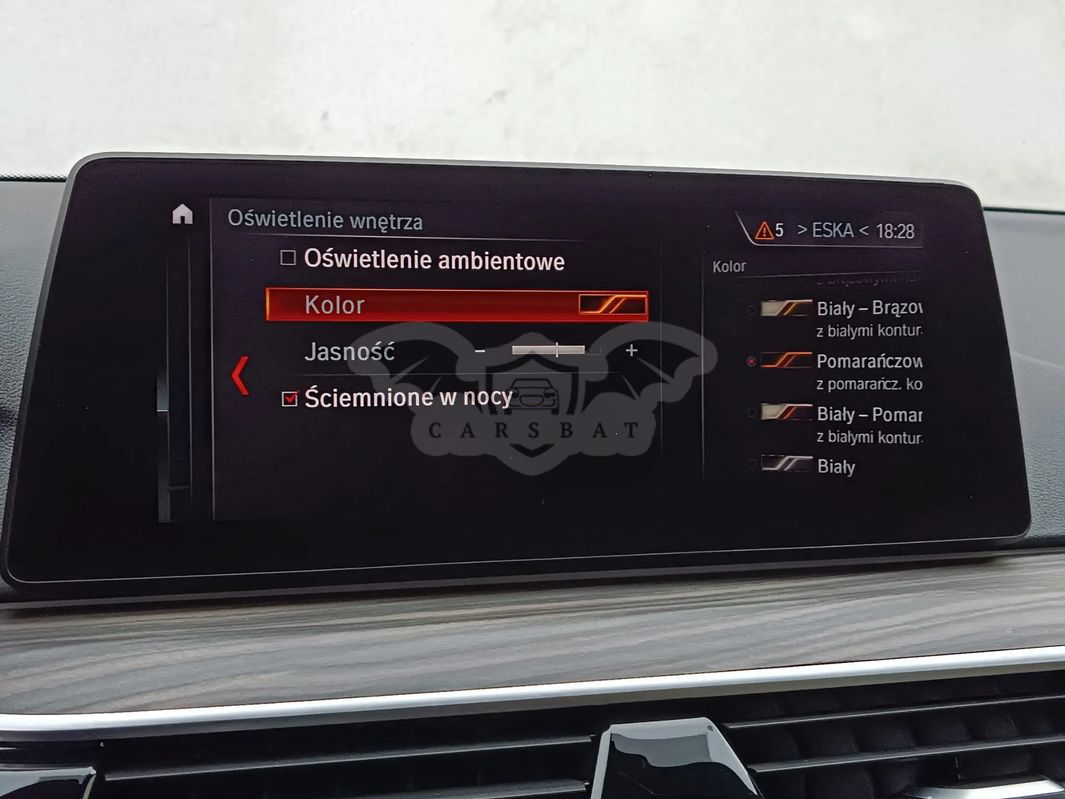 Oświetlenie wnętrza
5 > ESKA < 18:28
Oświetlenie ambientowe
Kolor
Jasność - +
Ściemnione w nocy
CARSBAT
Kolor
Biały – Brązow
z białymi kontur
Pomarańczow
z pomarańcz. ko
Biały – Pomar
z białymi kontur
Biały